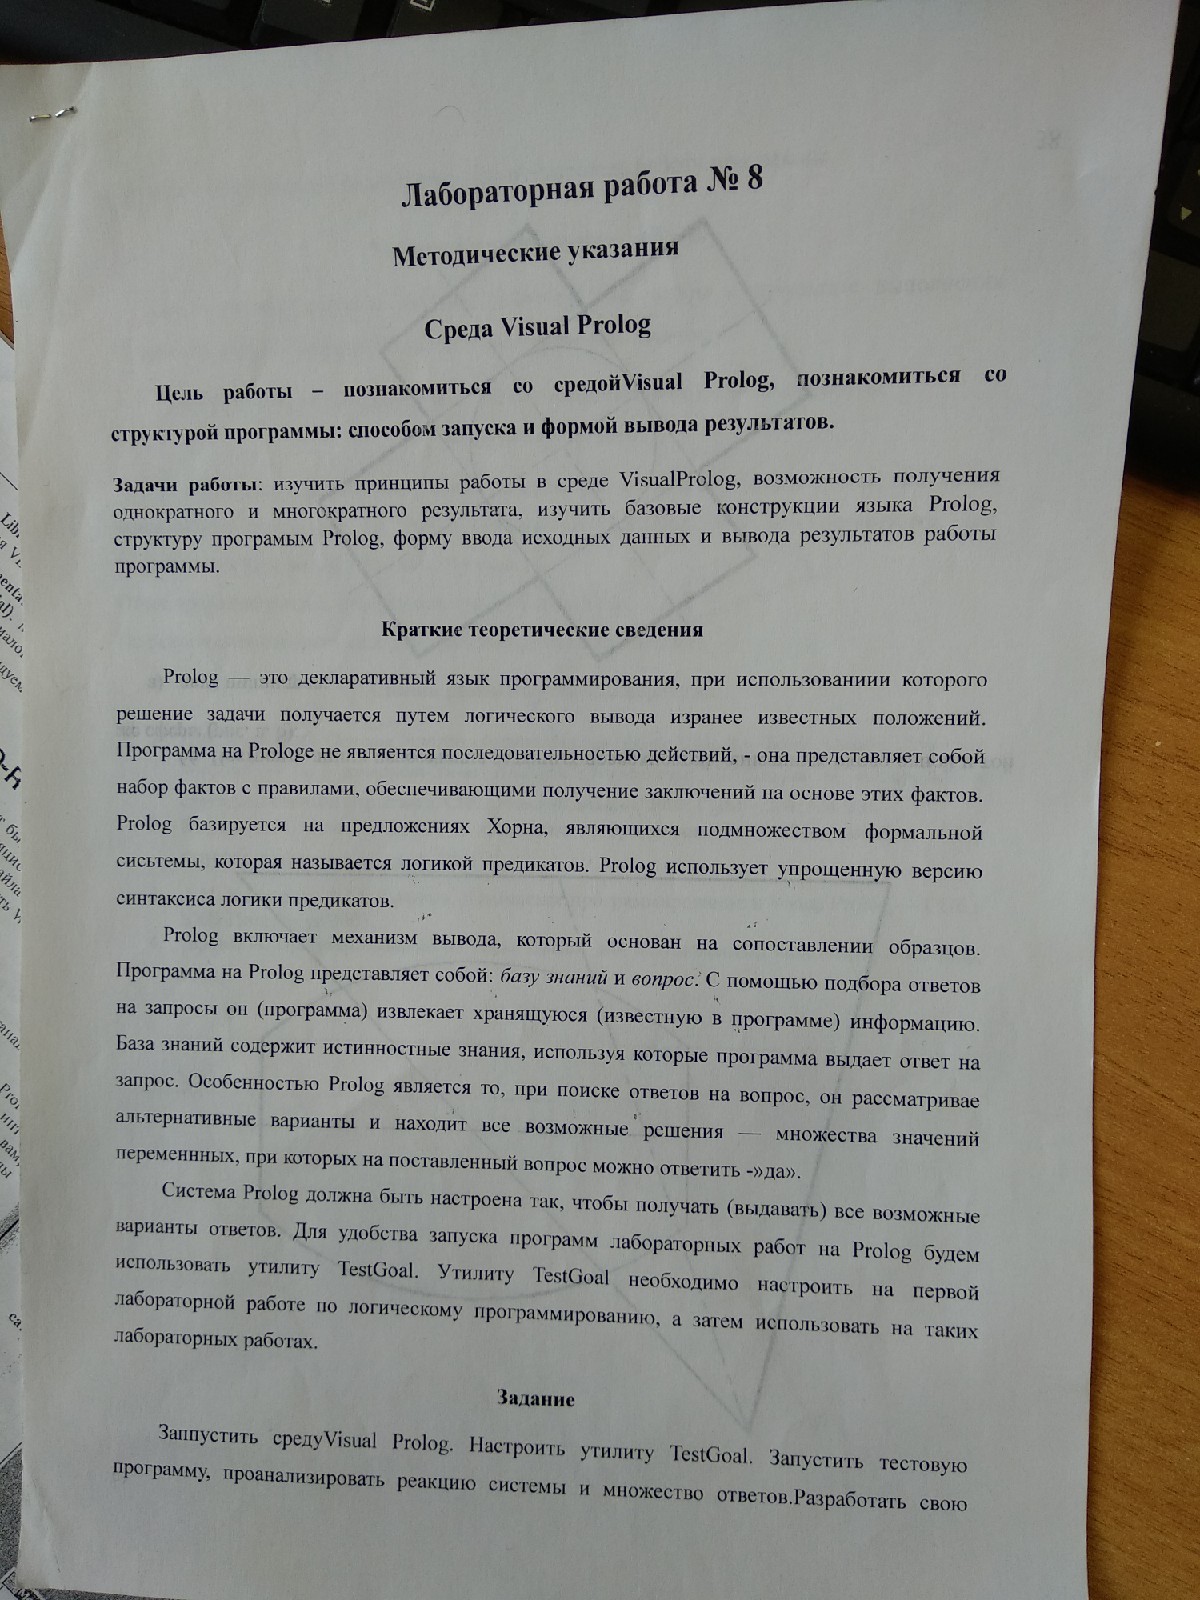 Лабораторная работа № 8
Методические указания
Среда Visual Prolog
Цель работы – познакомиться со средойVisual Prolog, познакомиться со
структурой программы: способом запуска и формой вывода результатов.
Задачи работы: изучить принципы работы в среде VisualProlog, возможность получения
однократного и многократного результата, изучить базовые конструкции языка Prolog,
структуру програмым Prolog, форму ввода исходных данных и вывода результатов работы
программы.
Краткие теоретические сведения
Prolog — это декларативный язык программирования, при использованиии которого
решение задачи получается путем логического вывода изранее известных положений.
Программа на Prologe не являентся последовательностью действий, - она представляет собой
набор фактов с правилами, обеспечивающими получение заключений на основе этих фактов.
Prolog базируется на предложениях Хорна, являющихся подмножеством формальной
сисьтемы, которая называется логикой предикатов. Prolog использует упрощенную версию
синтаксиса логики предикатов.
Prolog включает механизм вывода, который основан на сопоставлении образцов.
Программа на Prolog представляет собой: базу знаний и вопрос. С помощью подбора ответов
на запросы он (программа) извлекает хранящуюся (известную в программе) информацию.
База знаний содержит истинностные знания, используя которые программа выдает ответ на
запрос. Особенностью Prolog является то, при поиске ответов на вопрос, он рассматривае
альтернативные варианты и находит все возможные решения — множества значений
переменнных, при которых на поставленный вопрос можно ответить -»да».
Система Prolog должна быть настроена так, чтобы получать (выдавать) все возможные
варианты ответов. Для удобства запуска программ лабораторных работ на Prolog будем
использовать утилиту TestGoal. Утилиту TestGoal необходимо настроить на первой
лабораторной работе по логическому программированию, а затем использовать на таких
лабораторных работах.
Задание
Заппустить средуVisual Prolog. Настроить утилиту TestGoal. Запустить тестовую
программу, проанализировать реакцию системы и множество ответов.Разработать свою